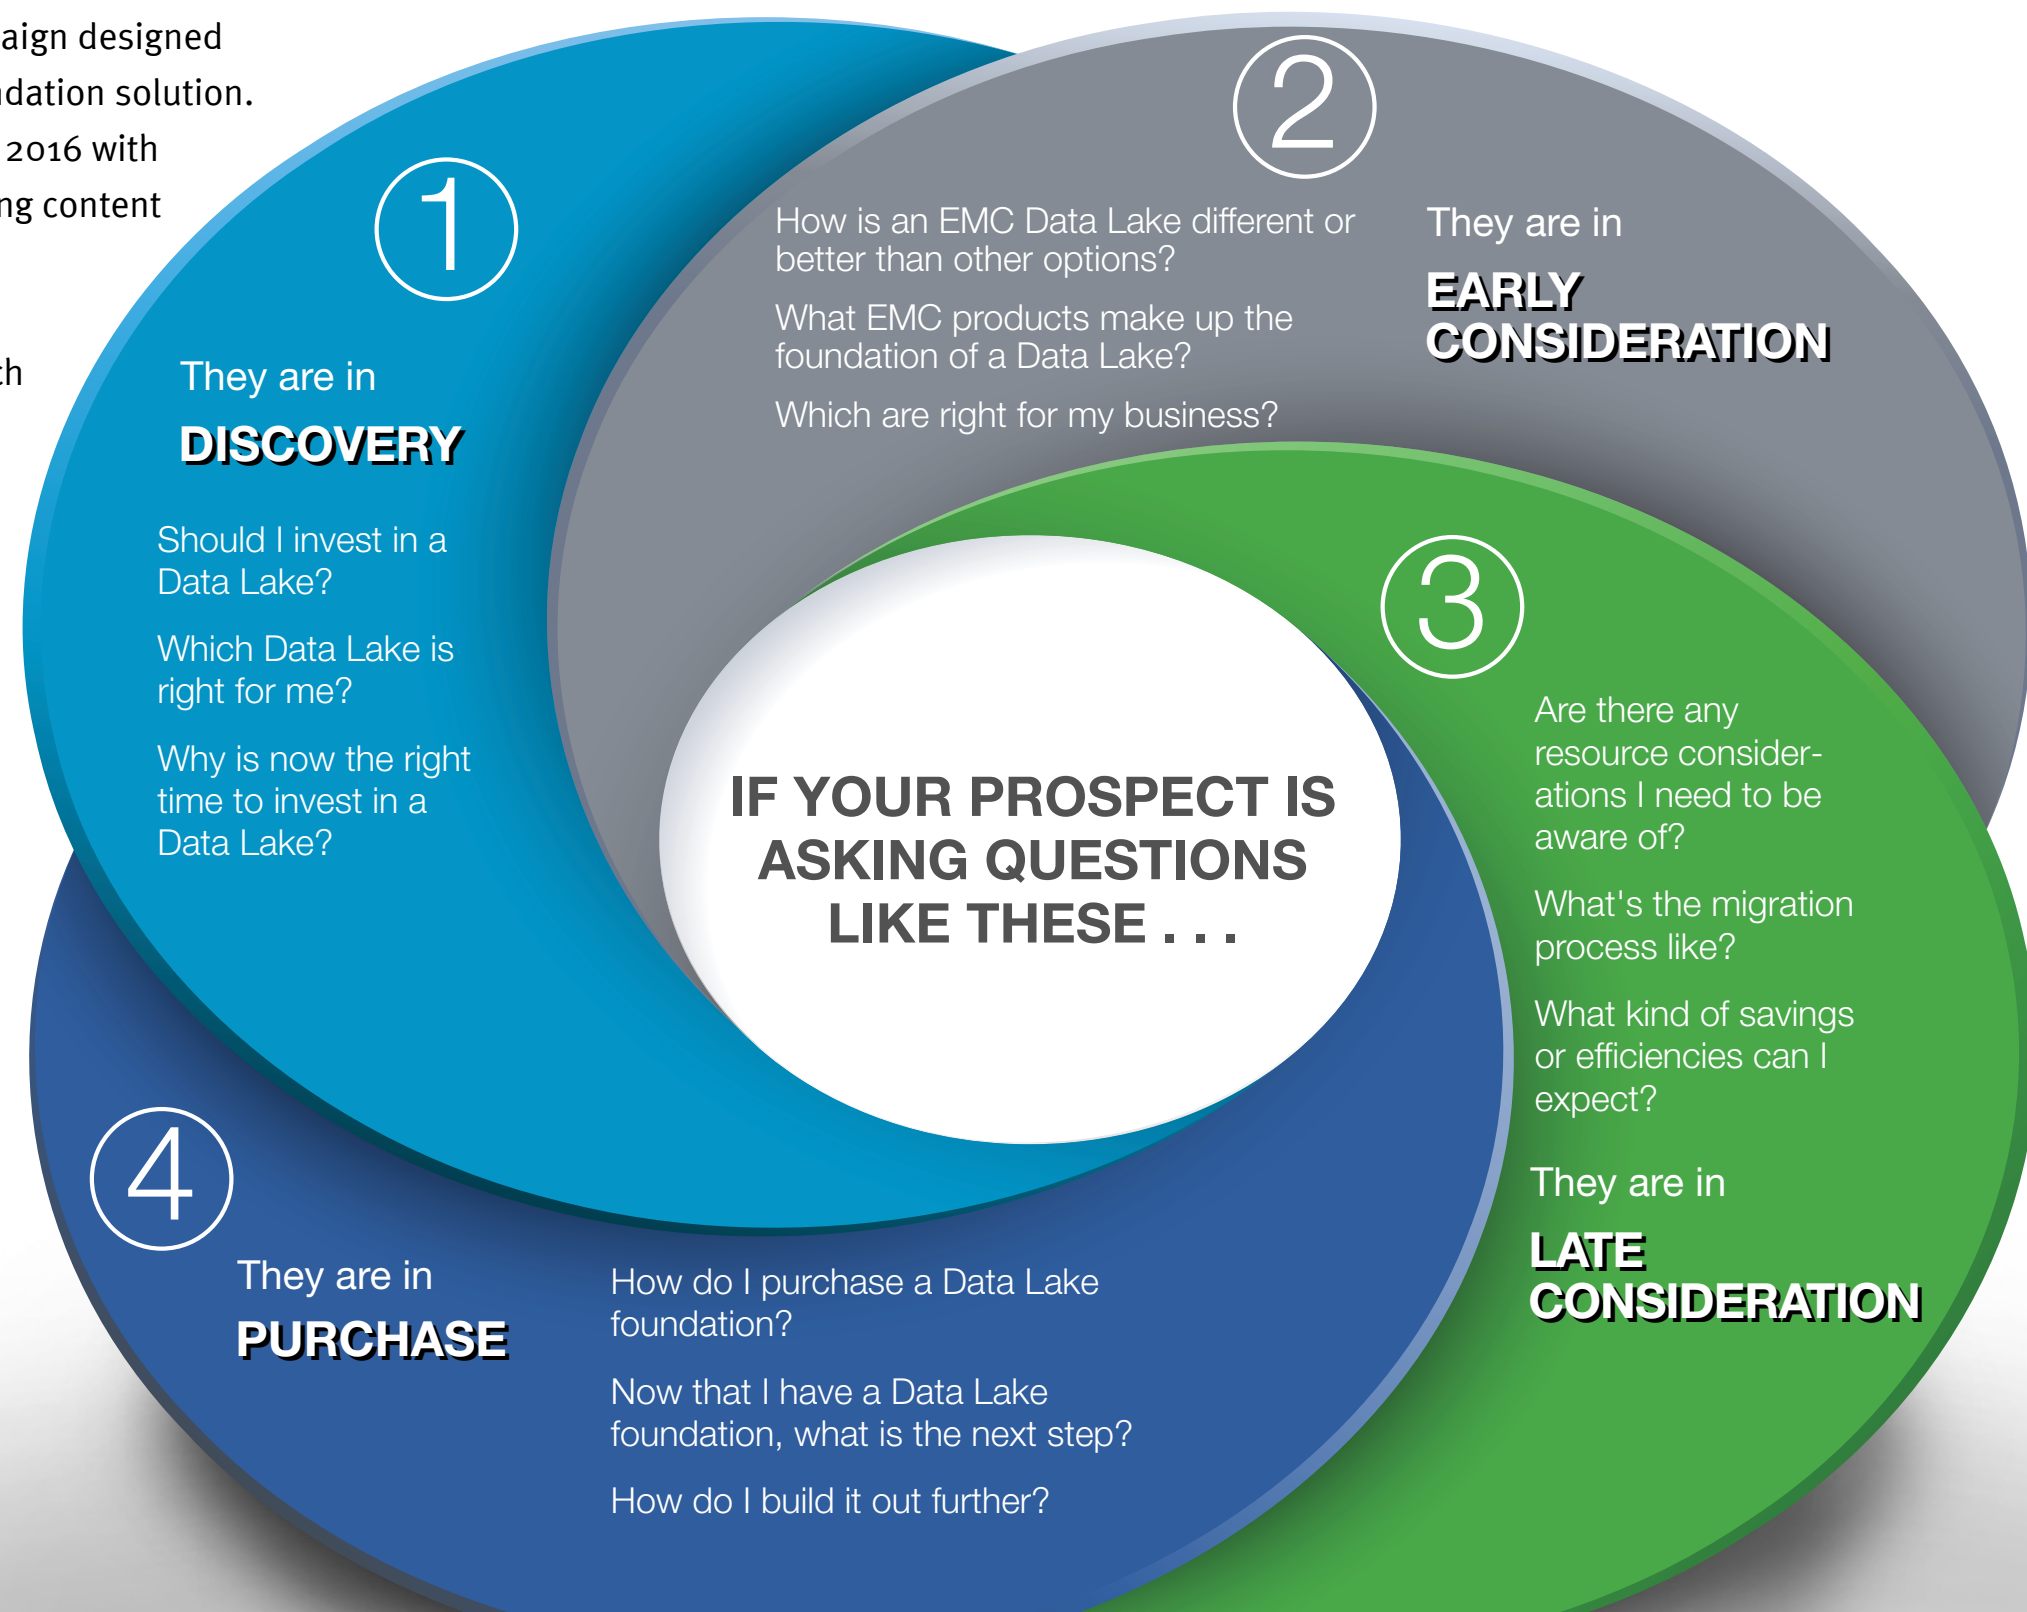 aign designed
ndation solution.
2016 with
ng content
ch
1
They are in
DISCOVERY
Should I invest in a
Data Lake?
Which Data Lake is
right for me?
Why is now the right
time to invest in a
Data Lake?
2
How is an EMC Data Lake different or
better than other options?
What EMC products make up the
foundation of a Data Lake?
Which are right for my business?
They are in
EARLY
CONSIDERATION
IF YOUR PROSPECT IS
ASKING QUESTIONS
LIKE THESE . . .
3
Are there any
resource consider-
ations I need to be
aware of?
What's the migration
process like?
What kind of savings
or efficiencies can I
expect?
They are in
LATE
CONSIDERATION
4
They are in
PURCHASE
How do I purchase a Data Lake
foundation?
Now that I have a Data Lake
foundation, what is the next step?
How do I build it out further?